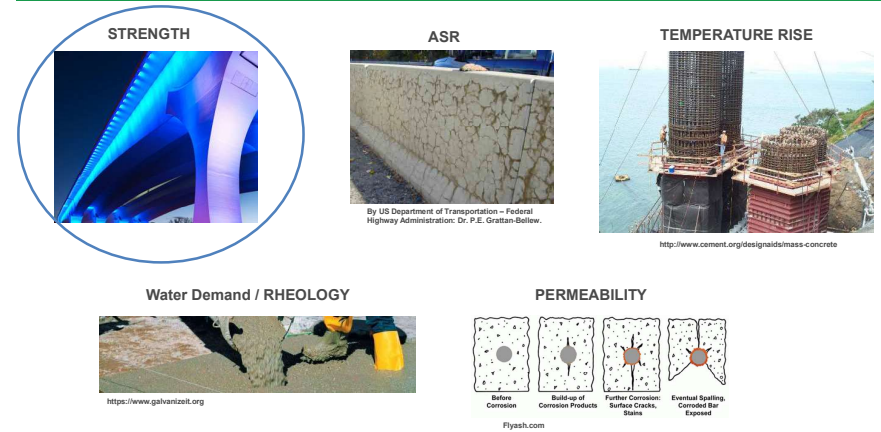 STRENGTH
ASR
TEMPERATURE RISE
By US Department of Transportation – Federal
Highway Administration: Dr. P.E. Grattan-Bellew.
http://www.cement.org/designaids/mass-concrete
Water Demand / RHEOLOGY
PERMEABILITY
https://www.galvanizeit.org
Before
Corrosion
Build-up of
Corrosion Products
Further Corrosion:
Surface Cracks,
Stains
Eventual Spalling,
Corroded Bar
Exposed
Flyash.com